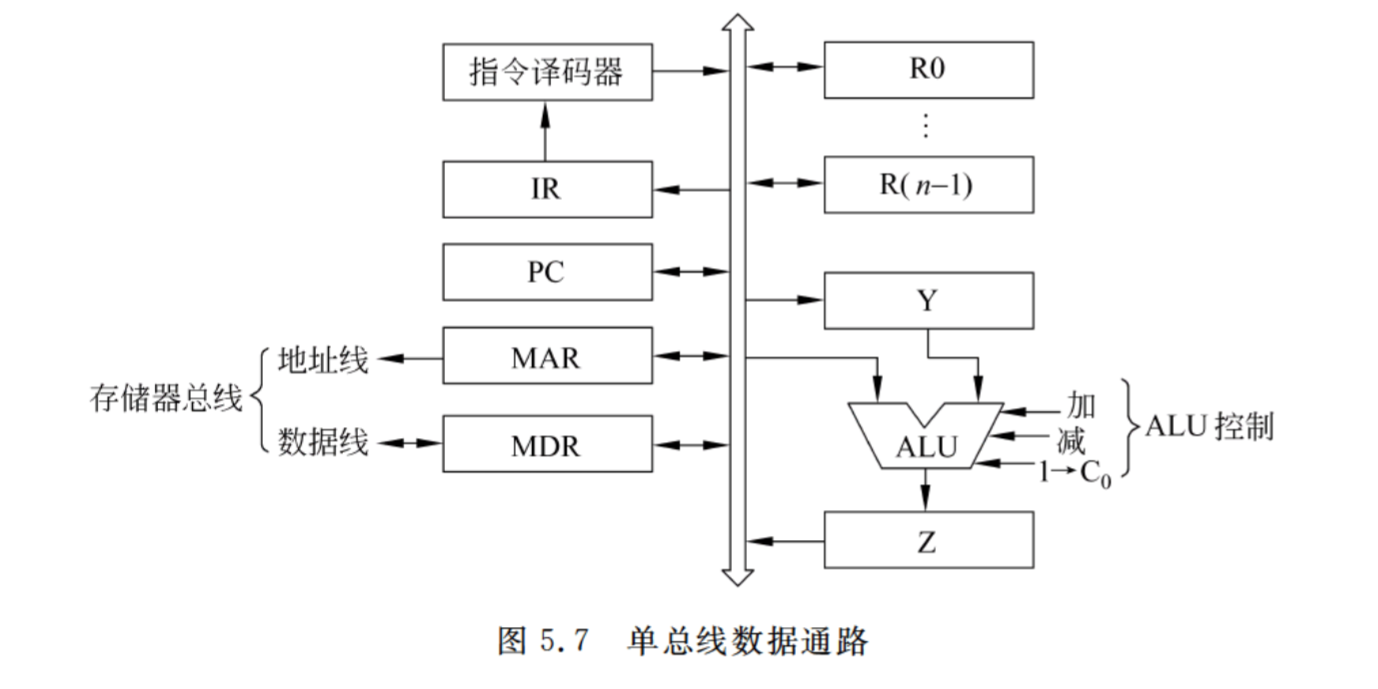 指令译码器
R0
⋮
IR
R(n-1)
PC
Y
存储器总线
地址线
MAR
数据线
MDR
ALU
加
减
1→C₀
ALU 控制
Z
图 5.7 单总线数据通路